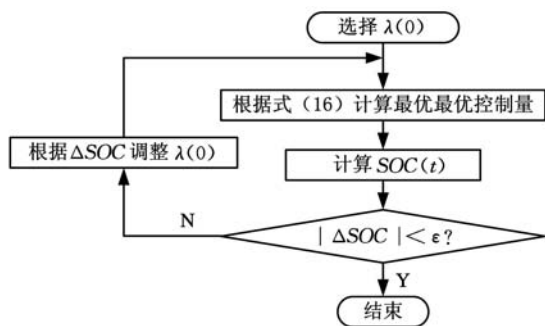 选择 λ(0)
根据式（16）计算最优最优控制量
根据ΔSOC 调整 λ(0)
计算 SOC(t)
N
| ΔSOC |＜ε?
Y
结束